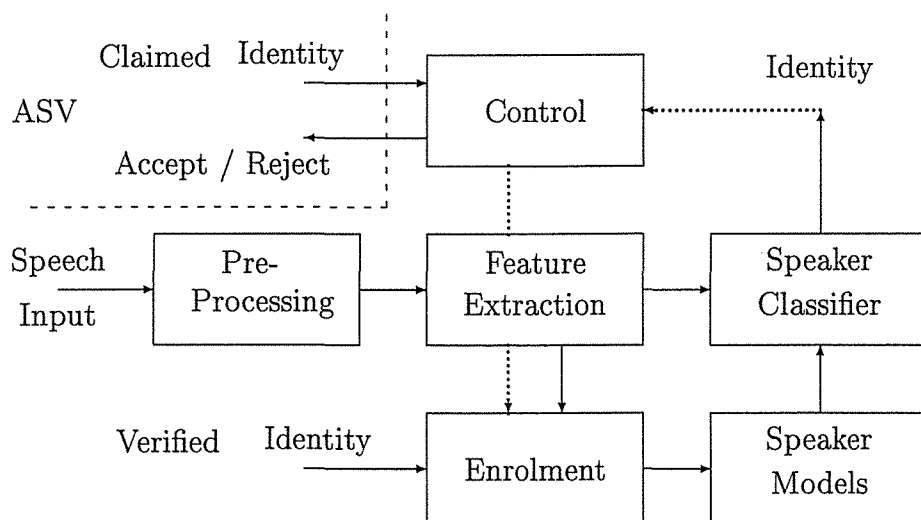 Claimed Identity
Identity
ASV
Control
Accept / Reject
Speech
Input
Pre-
Processing
Feature
Extraction
Speaker
Classifier
Verified Identity
Enrolment
Speaker
Models